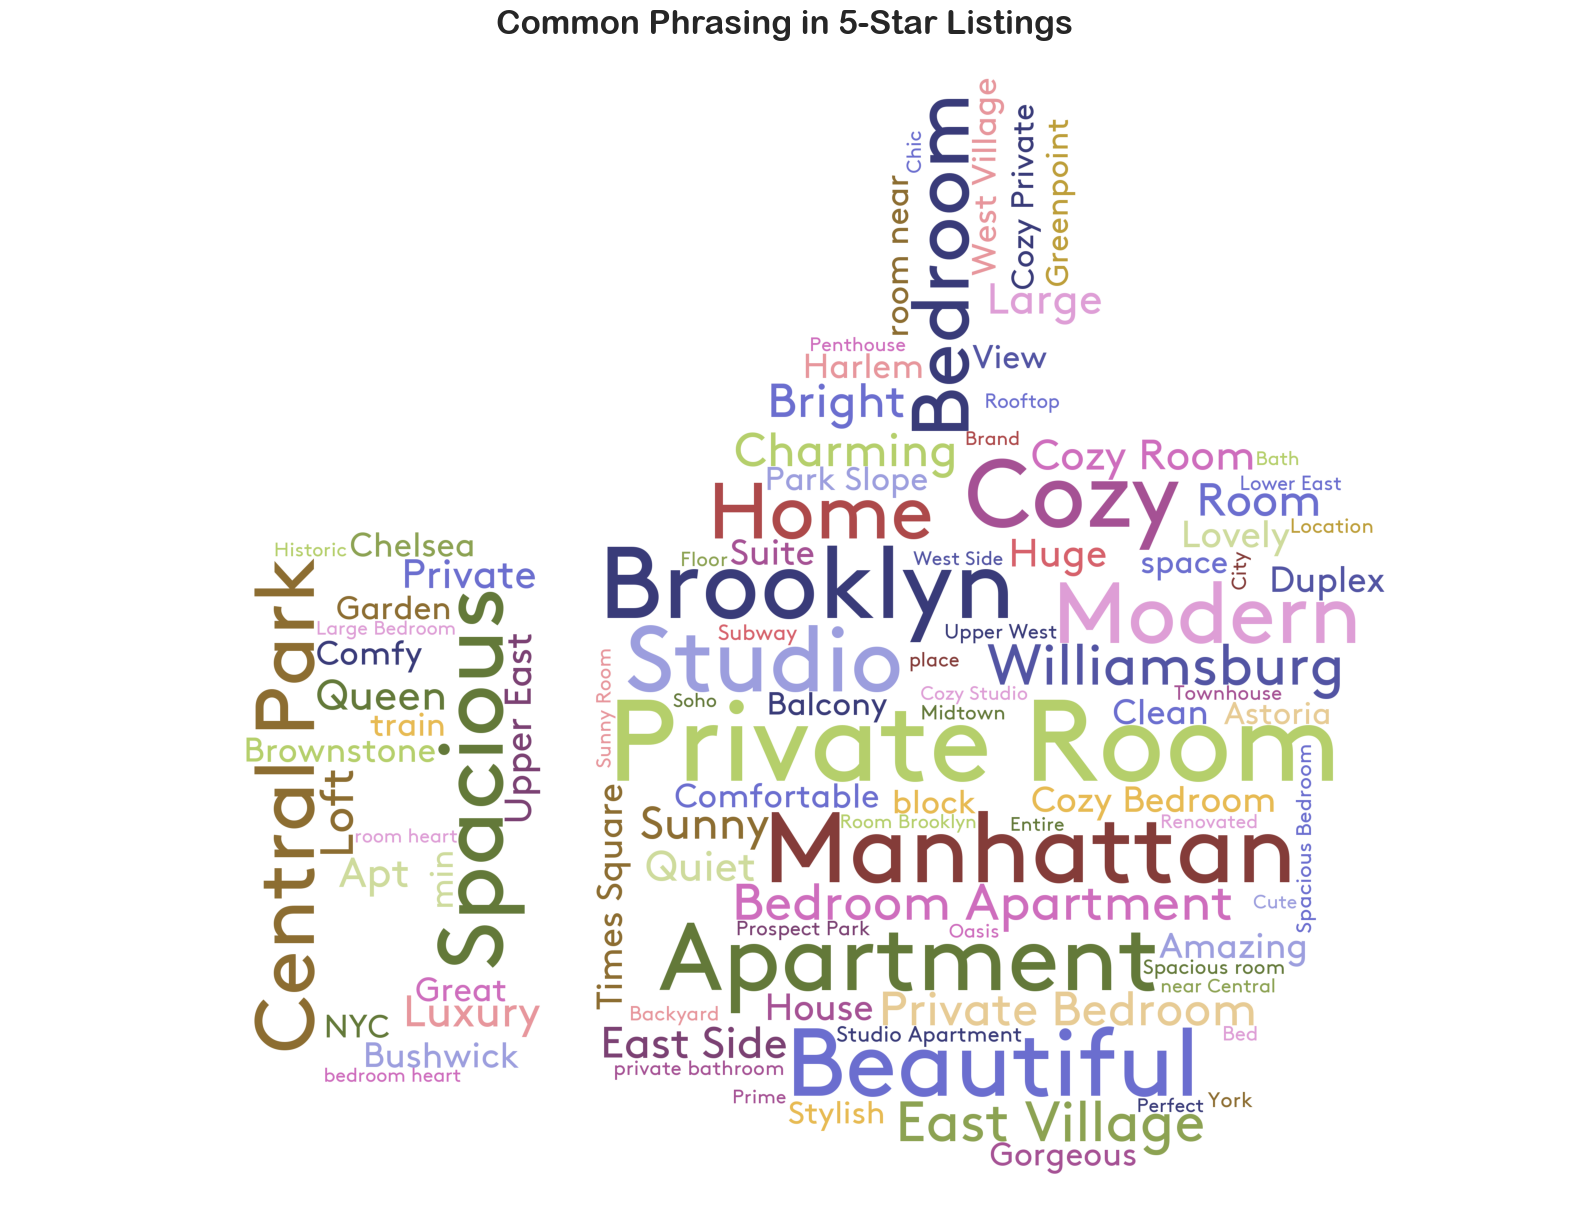 Common Phrasing in 5-Star Listings
West Village
Bedroom
Cozy Private
Greenpoint
Chic
room near
Large
Penthouse
View
Harlem
Bright
Rooftop
Charming
Brand
Cozy Room
Bath
Park Slope
Cozy
Lower East
Home
Room
Lovely
Location
Historic
Chelsea
Floor
Suite
West Side
Huge
space
City
Duplex
Private
Brooklyn
Modern
Garden
Large Bedroom
Comfy
Central Park
Spacious
Upper East
Subway
Upper West
Studio
place
Williamsburg
Sunny Room
Queen
Soho
Balcony
Cozy Studio
Midtown
Townhouse
Clean
Astoria
train
Brownstone
Private Room
Loft
Comfortable
block
Cozy Bedroom
Spacious Bedroom
Times Square
Sunny
Room Brooklyn
Entire
Renovated
room heart
Manhattan
Apt
min
Quiet
Bedroom Apartment
Cute
Prospect Park
Oasis
Apartment
Amazing
Spacious room
near Central
Great
Luxury
NYC
Backyard
House
Private Bedroom
East Side
Studio Apartment
Bed
Bushwick
bedroom heart
private bathroom
Beautiful
Prime
Stylish
East Village
Perfect
York
Gorgeous